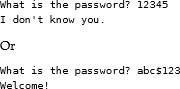 What is the password? 12345
I don't know you.
Or
What is the password? abc$123
Welcome!